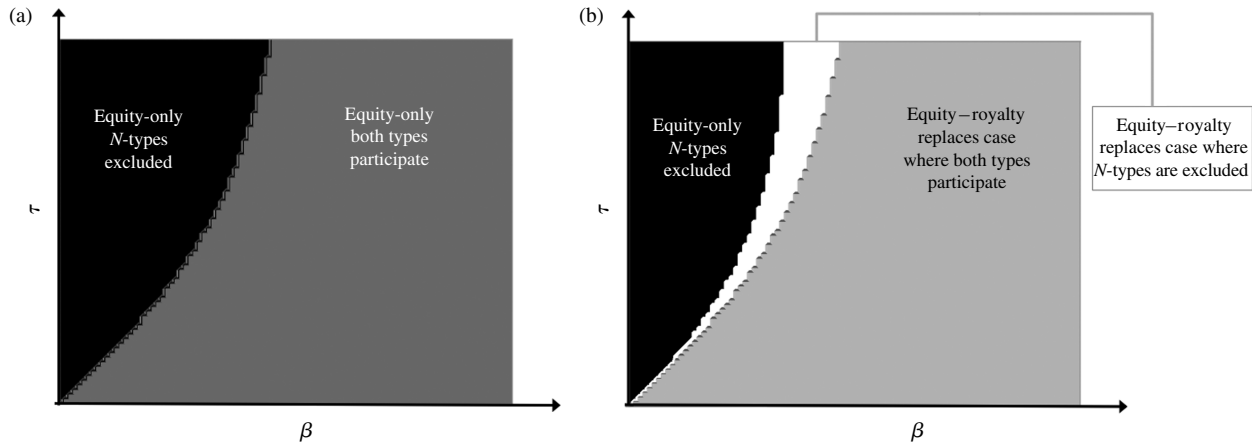 (a)
Equity-only
N-types
excluded
Equity-only
both types
participate
τ
β
(b)
Equity-only
N-types
excluded
Equity–royalty
replaces case
where both types
participate
Equity–royalty
replaces case where
N-types are excluded
τ
β